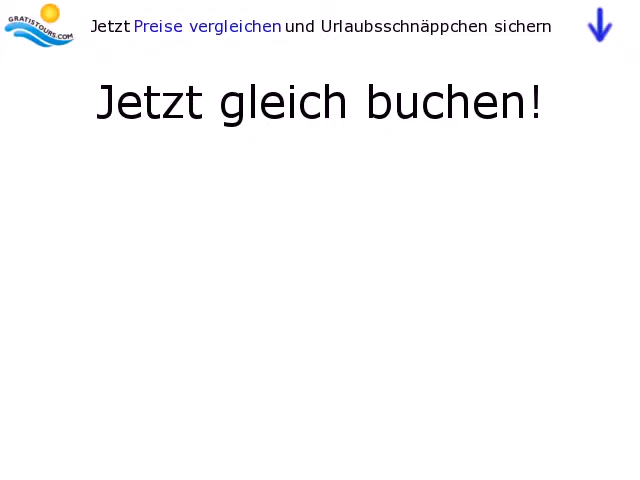 GRATISTOURS.COM
Jetzt Preise vergleichen und Urlaubsschnäppchen sichern
Jetzt gleich buchen!